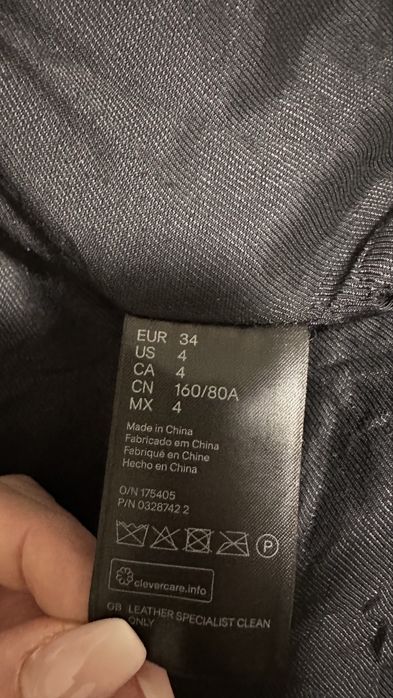 EUR 34
US 4
CA 4
CN 160/80A
MX 4
Made in China
Fabricado em China
Fabriqué en Chine
Hecho en China
O/N 175405
P/N 0328742 2
P
clevercare.info
GB LEATHER SPECIALIST CLEAN
ONLY